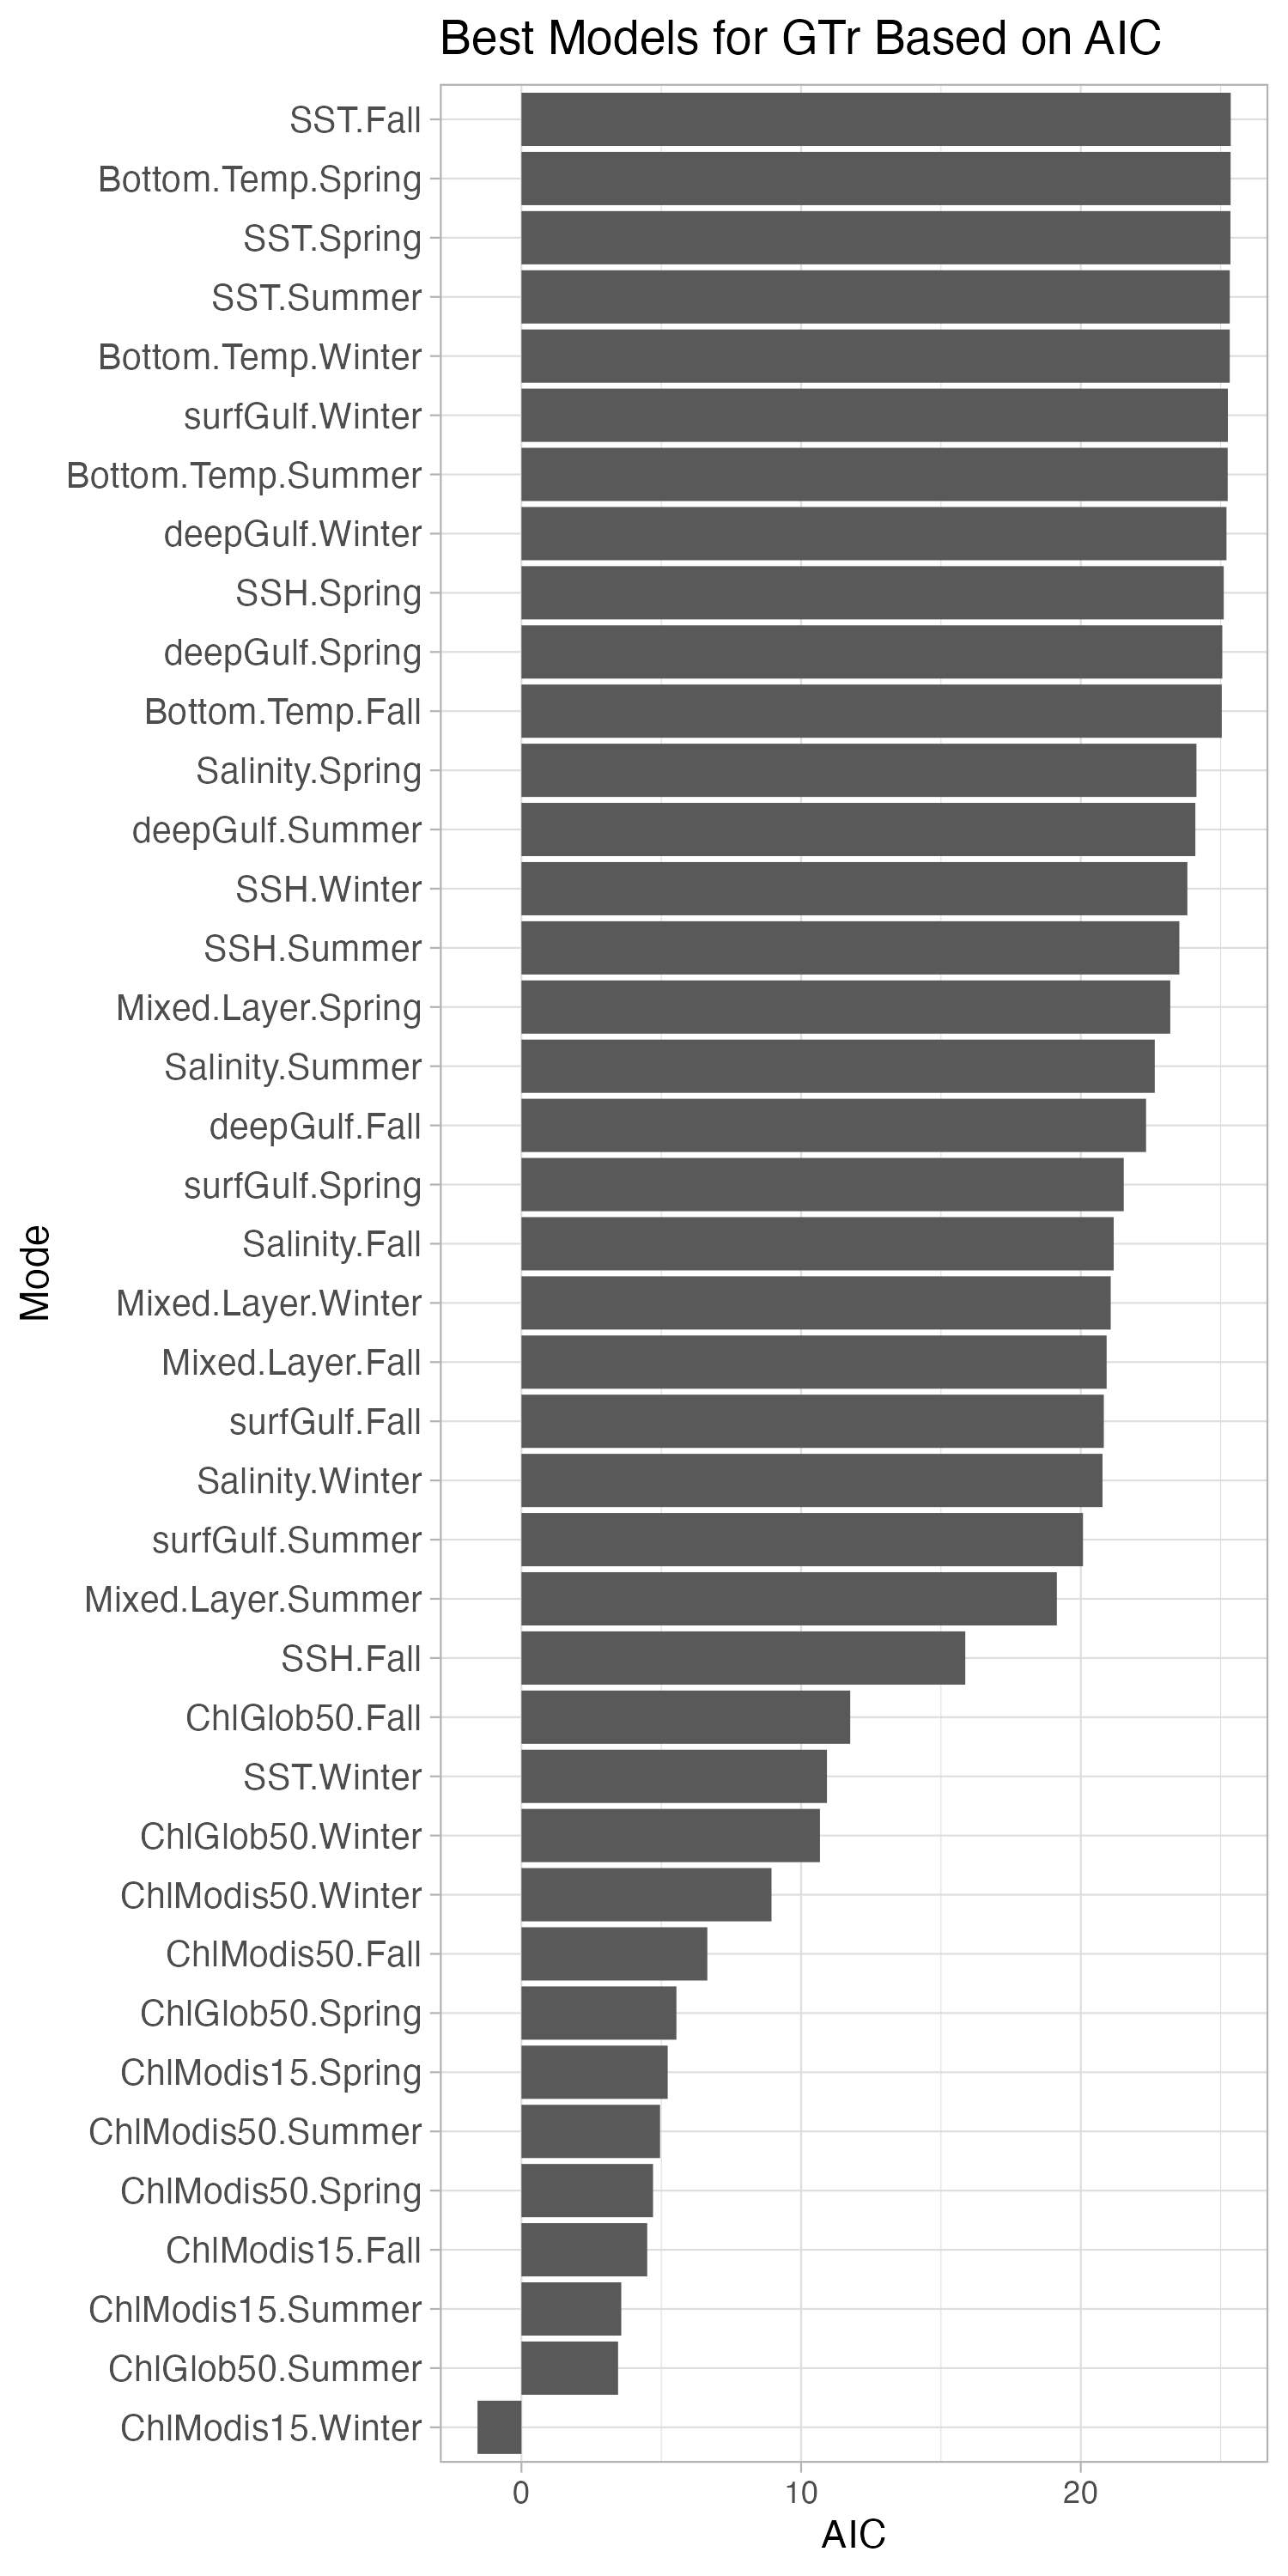 Best Models for GTr Based on AIC
SST.Fall
Bottom.Temp.Spring
SST.Spring
SST.Summer
Bottom.Temp.Winter
surfGulf.Winter
Bottom.Temp.Summer
deepGulf.Winter
SSH.Spring
deepGulf.Spring
Bottom.Temp.Fall
Salinity.Spring
deepGulf.Summer
SSH.Winter
SSH.Summer
Mixed.Layer.Spring
Salinity.Summer
deepGulf.Fall
surfGulf.Spring
Salinity.Fall
Mixed.Layer.Winter
Mixed.Layer.Fall
surfGulf.Fall
Salinity.Winter
surfGulf.Summer
Mixed.Layer.Summer
SSH.Fall
ChlGlob50.Fall
SST.Winter
ChlGlob50.Winter
ChlModis50.Winter
ChlModis50.Fall
ChlGlob50.Spring
ChlModis15.Spring
ChlModis50.Summer
ChlModis50.Spring
ChlModis15.Fall
ChlModis15.Summer
ChlGlob50.Summer
ChlModis15.Winter
Mode
0 10 20
AIC